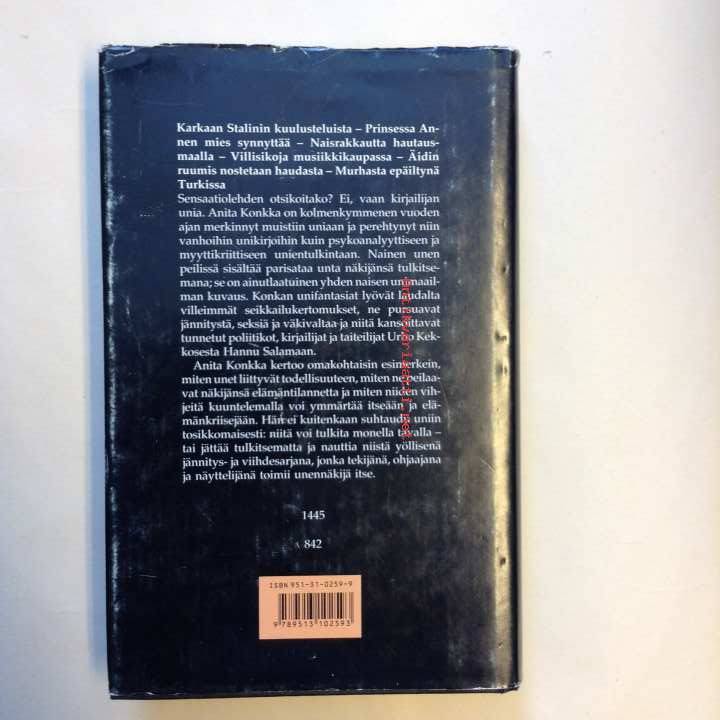 Karkaan Stalinin kuulusteluista – Prinsessa An-
nen mies synnyttää – Naisrakkautta hautaus-
maalla – Villisikoja musiikkikaupassa – Äidin
ruumis nostetaan haudasta – Murhasta epäiltynä
Turkissa
Sensaatiolehden otsikoitako? Ei, vaan kirjailijan
unia. Anita Konkka on kolmenkymmenen vuoden
ajan merkinnyt muistiin uniaan ja perehtynyt niin
vanhoihin unikirjoihin kuin psykoanalyyttiseen ja
myyttikriittiseen unientulkintaan. Nainen unen
peilissä sisältää parisataa unta näkijänsä tulkitse-
mana; se on ainutlaatuinen yhden naisen unimaail-
man kuvaus. Konkan unifantasiat lyövät laudalta
villeimmät seikkailukertomukset, ne pursuavat
jännitystä, seksiä ja väkivaltaa ja niitä kansoittavat
tunnetut poliitikot, kirjailijat ja taiteilijat Urho Kek-
kosesta Hannu Salamaan.
Anita Konkka kertoo omakohtaisin esimerkein,
miten unet liittyvät todellisuuteen, miten ne peilaa-
vat näkijänsä elämäntilannetta ja miten niiden vih-
jeitä kuuntelemalla voi ymmärtää itseään ja elä-
mänkriisejään. Hän ei kuitenkaan suhtaudu uniin
tosikkomaisesti: niitä voi tulkita monella tavalla –
tai jättää tulkitsematta ja nauttia niistä yöllisenä
jännitys- ja viihdesarjana, jonka tekijänä, ohjaajana
ja näyttelijänä toimii unennäkijä itse.
1445
842
ISBN 951-31-0259-9
9 789513 102593